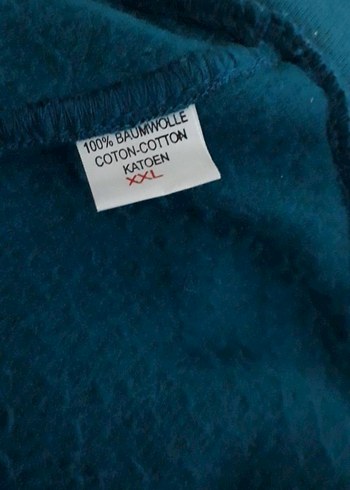 100% BAUMWOLLE
COTON-COTTON
KATOEN
XXL